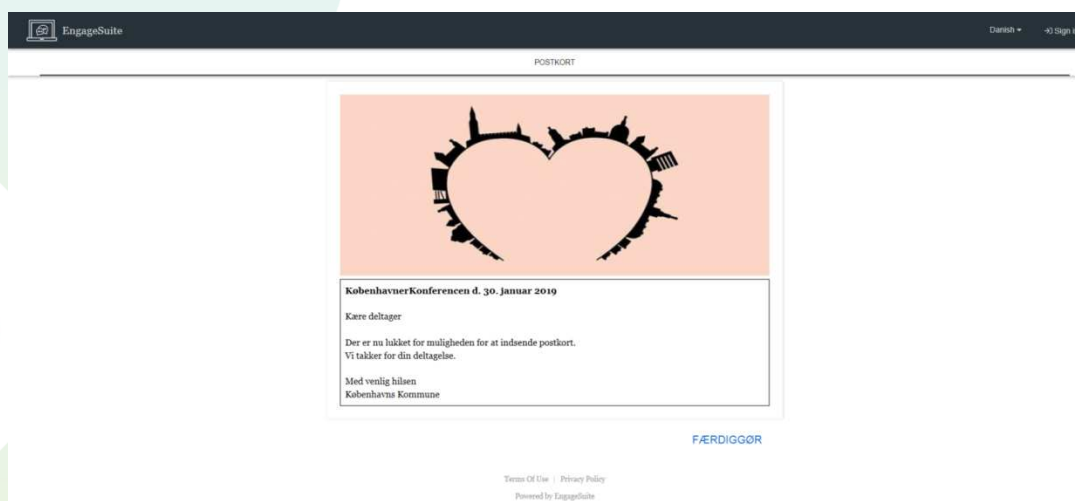 EngageSuite
Danish
Sign i
POSTKORT
KøbenhavnerKonferencen d. 30. januar 2019
Kære deltager
Der er nu lukket for muligheden for at indsende postkort.
Vi takker for din deltagelse.
Med venlig hilsen
Københavns Kommune
FÆRDIGGØR
Terms Of Use | Privacy Policy
Powered by EngageSuite